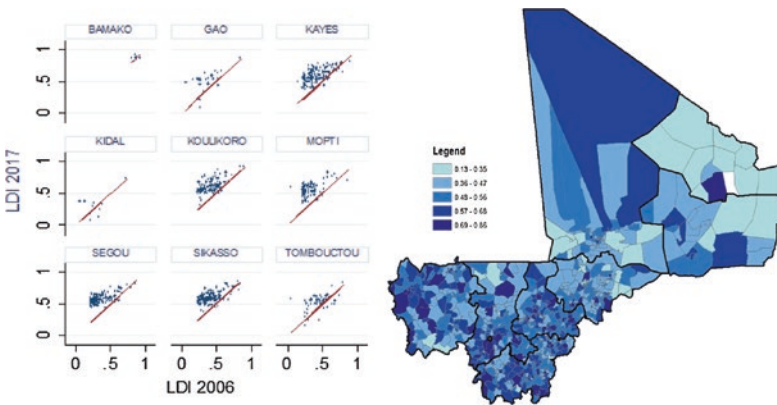 BAMAKO
GAO
KAYES
KIDAL
KOULIKORO
MOPTI
SEGOU
SIKASSO
TOMBOUCTOU
LDI 2017
0 .5 1
0 .5 1
0 .5 1
0 .5 1
0 .5 1
0 .5 1
LDI 2006
Legend
0.13 - 0.35
0.36 - 0.47
0.48 - 0.56
0.57 - 0.68
0.69 - 0.86